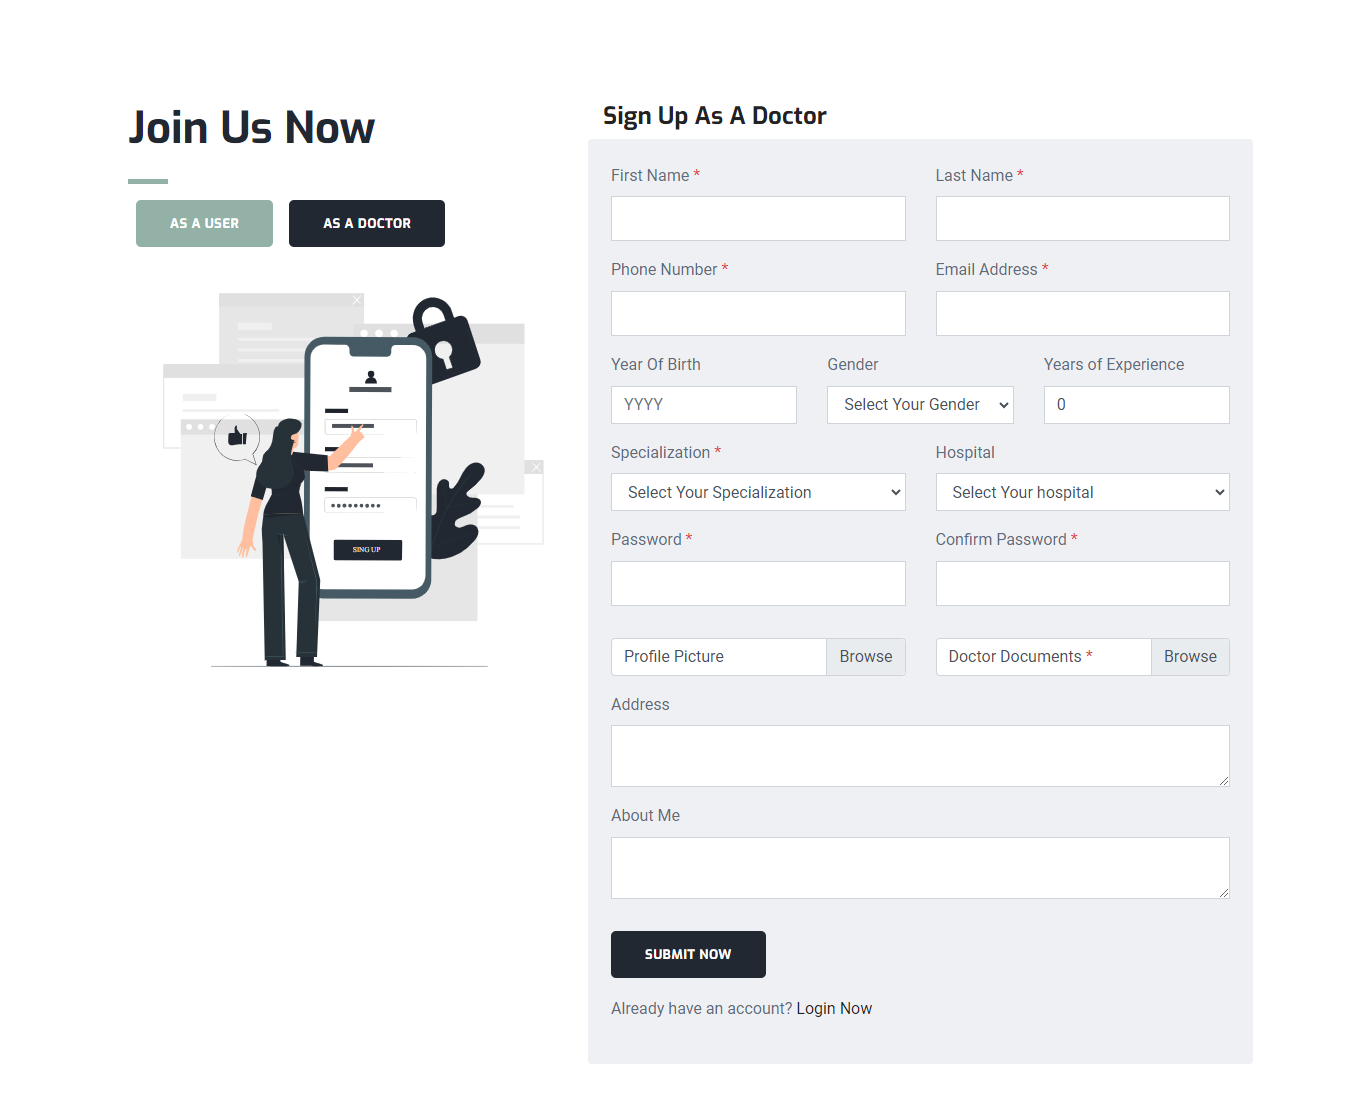 Join Us Now
AS A USER
AS A DOCTOR
SING UP
Sign Up As A Doctor
First Name *
Last Name *
Phone Number *
Email Address *
Year Of Birth
Gender
Years of Experience
YYYY
Select Your Gender
0
Specialization *
Hospital
Select Your Specialization
Select Your hospital
Password *
Confirm Password *
Profile Picture
Browse
Doctor Documents *
Browse
Address
About Me
SUBMIT NOW
Already have an account? Login Now